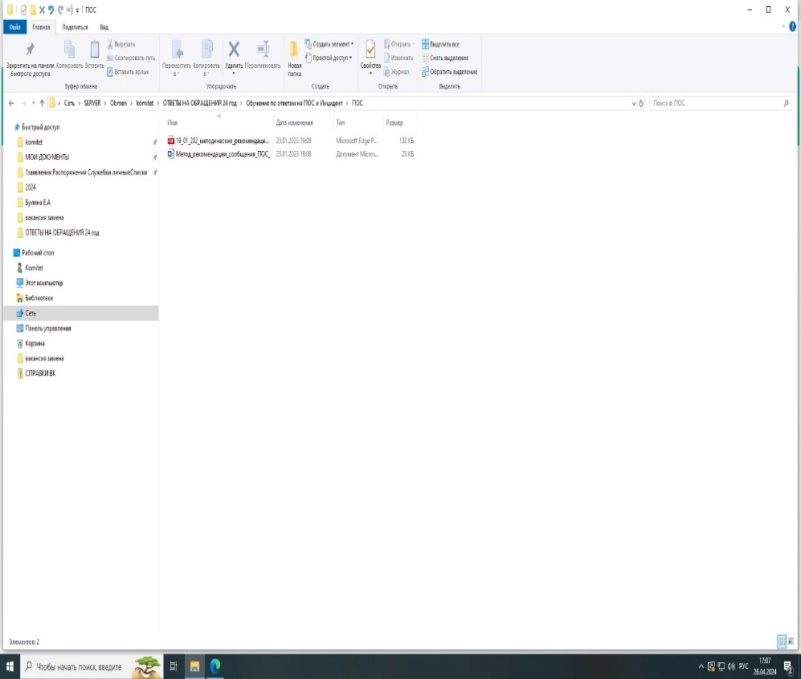 ПОС
Файл Главная Поделиться Вид
Закрепить на панели быстрого доступа
Копировать
Вставить
Вырезать
Скопировать путь
Вставить ярлык
Буфер обмена
Переместить в
Копировать в
Удалить
Переименовать
Упорядочить
Новая папка
Создать элемент
Простой доступ
Создать
Свойства
Открыть
Изменить
Журнал
Открыть
Выделить все
Снять выделение
Обратить выделение
Выделить
Сеть › SERVER › Obmen › komitet › ОТВЕТЫ НА ОБРАЩЕНИЯ 24 год › Обучение по ответам на ПОС и Инцидент › ПОС
Поиск в: ПОС
Имя Дата изменения Тип Размер
19_01_202_методические_рекомендаци... 23.01.2023 19:08 Microsoft Edge P... 132 КБ
Метод_рекомендации_сообщения_ПОС_ 23.01.2023 19:08 Документ Micros... 23 КБ
Быстрый доступ
komitet
МОИ ДОКУМЕНТЫ
Заявления Распоряжения Служебки личныеСписки
2024
Булина Е.А
вакансия замена
ОТВЕТЫ НА ОБРАЩЕНИЯ 24 год
Рабочий стол
Komitet
Этот компьютер
Библиотеки
Сеть
Панель управления
Корзина
вакансия замена
СПРАВКИ ВК
Элементов: 2
Чтобы начать поиск, введите
РУС
17:07
26.04.2024